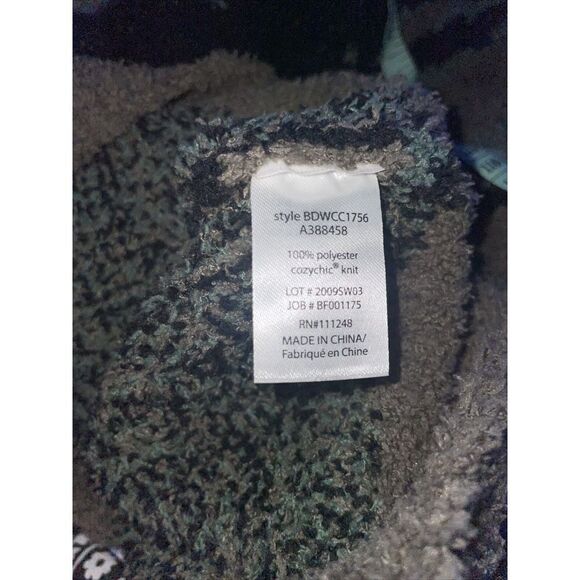 style BDWCC1756
A388458
100% polyester
cozychic® knit
LOT # 2009SW03
JOB # BF001175
RN#111248
MADE IN CHINA/
Fabriqué en Chine